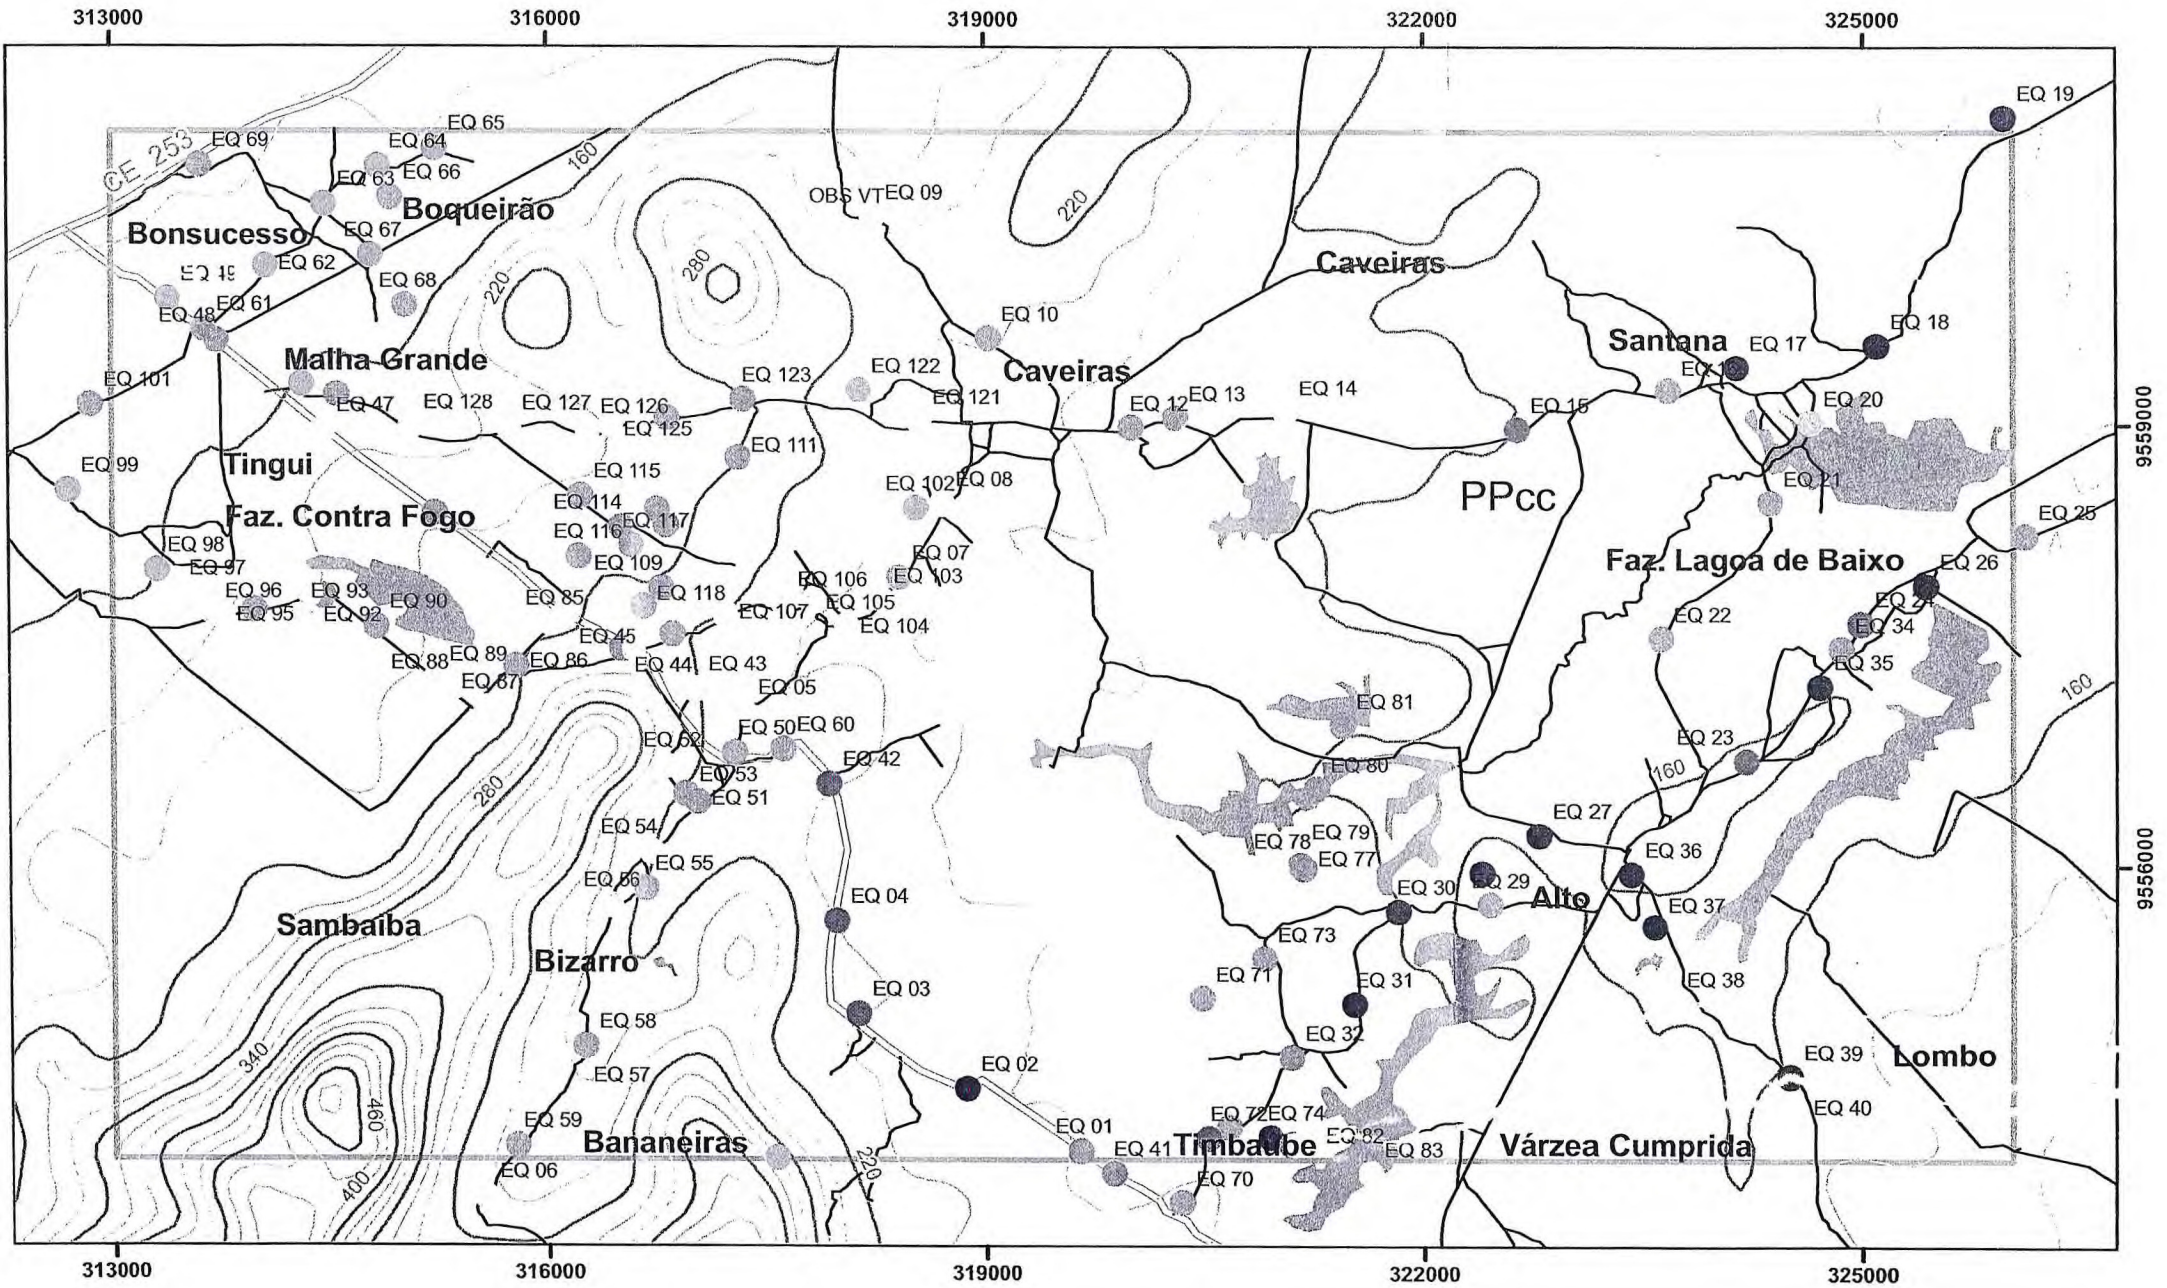 313000 316000 319000 322000 325000
EQ 19
EQ 65
EQ 69 EQ 64
CE 253
160
EQ 63 EQ 66
OBS VT EQ 09
220
Boqueirão
Bonsucesso
EQ 67
EQ 62
280
Caveiras
EQ 68
220
EQ 61
EQ 48
EQ 10
EQ 18
Santana EQ 17
Malha Grande
EQ 122
Caveiras
EQ 123
EQ 101
EQ 14
EQ 13
EQ 121
EQ 20
EQ 47 EQ 128 EQ 127 EQ 126
EQ 12
EQ 15
EQ 125
9559000
EQ 111
EQ 99 Tingui
EQ 115
EQ 102 EQ 08
EQ 21
PPcc
EQ 114
Faz. Contra Fogo
EQ 117
EQ 25
EQ 116
EQ 98
EQ 07
EQ 109
Faz. Lagoa de Baixo
EQ 26
EQ 97
EQ 103
EQ 106
EQ 96 EQ 93
EQ 85 EQ 118
EQ 90
EQ 105
EQ 24
EQ 95 EQ 92
EQ 107
EQ 22
EQ 104
EQ 34
EQ 45
EQ 89 EQ 86
EQ 88
EQ 44 EQ 43
EQ 35
EQ 87
EQ 05
160
EQ 81
EQ 50 EQ 60
EQ 52
EQ 23
EQ 42
EQ 80
160
EQ 53
280
EQ 51
EQ 27
EQ 54
EQ 79
EQ 78
EQ 36
EQ 55
EQ 77
9556000
EQ 56
EQ 29
EQ 30
EQ 04
Alto
EQ 37
Sambaiba
EQ 73
Bizarro
EQ 71
EQ 31
EQ 38
EQ 03
EQ 58
EQ 32
340
EQ 39
Lombo
EQ 02
EQ 57
460
EQ 40
EQ 59
EQ 72 EQ 74
EQ 01
EQ 82
Bananeiras
EQ 41 Timbaúbe
EQ 83
Várzea Cumprida
EQ 06
220
EQ 70
400
313000 316000 319000 322000 325000